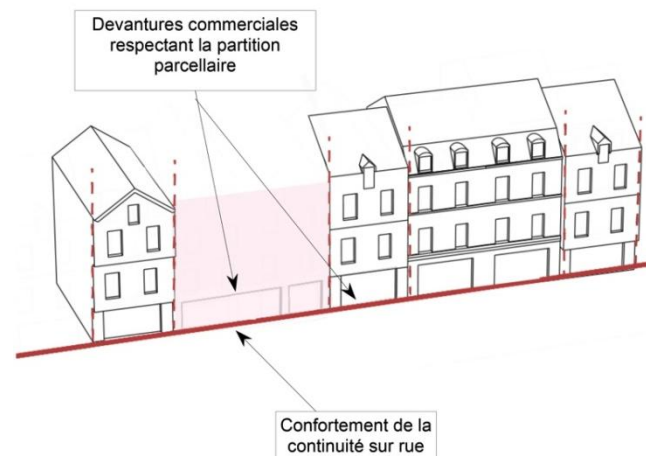 Devantures commerciales
respectant la partition
parcellaire
Confortement de la
continuité sur rue